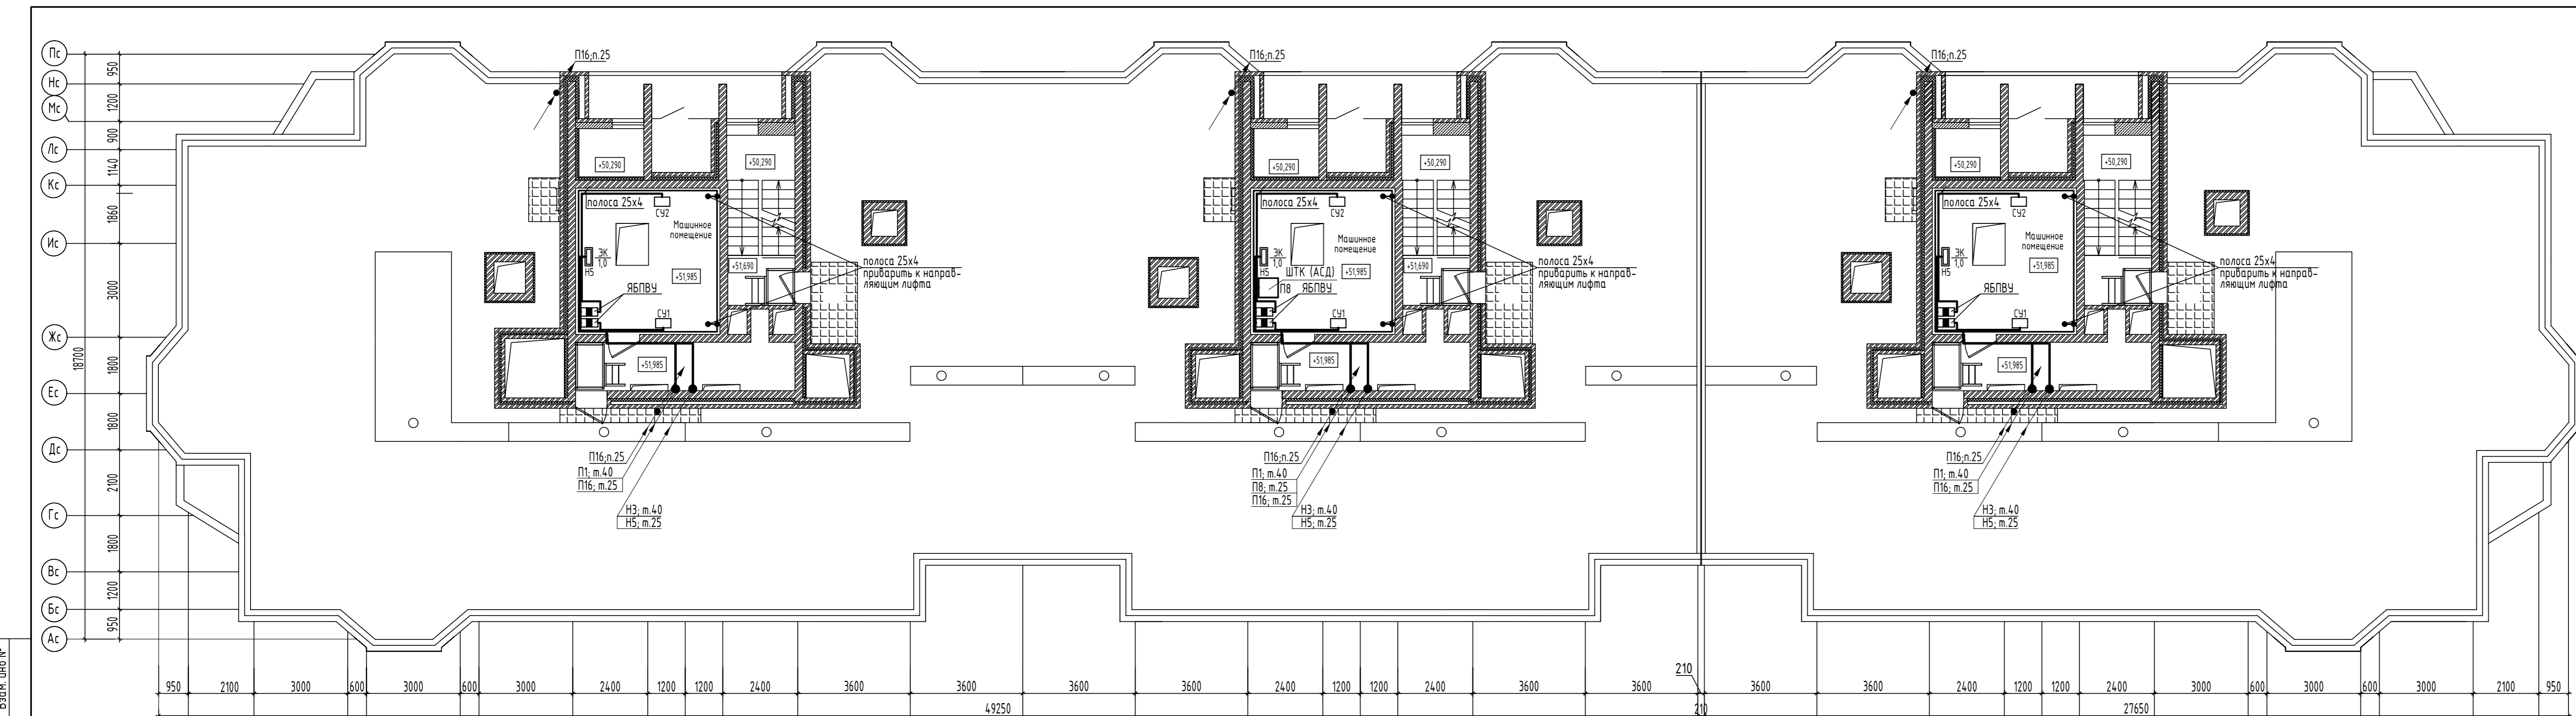 Пс
Нс
Мс
Лс
Кс
Ис
Жс
Ес
Дс
Гс
Вс
Бс
Ас
950
1200
900
1140
1860
3000
1800
1800
2100
1800
1200
950
18700
П16;п.25
+50,290
+50,290
полоса 25х4
СУ2
Машинное
помещение
ЭК
1,0
Н5
+51,985
+51,690
ЯБПВУ
СУ1
полоса 25х4
приварить к направ-
ляющим лифта
+51,985
П16;п.25
П1; т.40
П16; т.25
Н3; т.40
Н5; т.25
П16;п.25
+50,290
+50,290
полоса 25х4
СУ2
Машинное
помещение
ЭК
1,0
Н5
ШТК (АСД)
+51,985
+51,690
П8
ЯБПВУ
СУ1
полоса 25х4
приварить к направ-
ляющим лифта
+51,985
П16;п.25
П1; т.40
П8; т.25
П16; т.25
Н3; т.40
Н5; т.25
П16;п.25
+50,290
+50,290
полоса 25х4
СУ2
Машинное
помещение
ЭК
1,0
Н5
+51,985
ЯБПВУ
СУ1
полоса 25х4
приварить к направ-
ляющим лифта
+51,985
П16;п.25
П1; т.40
П16; т.25
Н3; т.40
Н5; т.25
210
950 2100 3000 600 3000 600 3000 2400 1200 1200 2400 3600 3600 3600 3600 2400 1200 1200 2400 3600 3600 3600 3600 2400 1200 1200 2400 3000 600 3000 600 3000 2100 950
49250 210 27650
Взам. инв N°